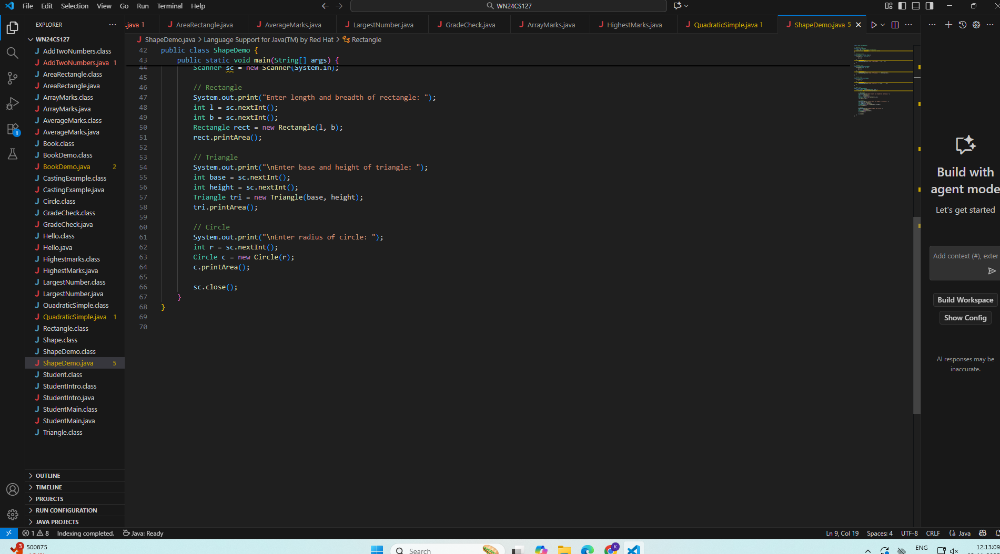 File Edit Selection View Go Run Terminal Help
WN24CS127
EXPLORER
.java 1
AreaRectangle.java
AverageMarks.java
LargestNumber.java
GradeCheck.java
ArrayMarks.java
HighestMarks.java
QuadraticSimple.java 1
ShapeDemo.java 5
WN24CS127
AddTwoNumbers.class
AddTwoNumbers.java 1
AreaRectangle.class
AreaRectangle.java
ArrayMarks.class
ArrayMarks.java
AverageMarks.class
AverageMarks.java
Book.class
BookDemo.class
BookDemo.java 2
CastingExample.class
CastingExample.java
Circle.class
GradeCheck.class
GradeCheck.java
Hello.class
Hello.java
Highestmarks.class
HighestMarks.java
LargestNumber.class
LargestNumber.java
QuadraticSimple.class
QuadraticSimple.java 1
Rectangle.class
Shape.class
ShapeDemo.class
ShapeDemo.java 5
Student.class
StudentIntro.class
StudentIntro.java
StudentMain.class
StudentMain.java
Triangle.class
OUTLINE
TIMELINE
PROJECTS
RUN CONFIGURATION
JAVA PROJECTS
ShapeDemo.java > Language Support for Java(TM) by Red Hat > Rectangle
42 public class ShapeDemo {
43 public static void main(String[] args) {
44 Scanner sc = new Scanner(System.in);
45
46 // Rectangle
47 System.out.print("Enter length and breadth of rectangle: ");
48 int l = sc.nextInt();
49 int b = sc.nextInt();
50 Rectangle rect = new Rectangle(l, b);
51 rect.printArea();
52
53 // Triangle
54 System.out.print("\nEnter base and height of triangle: ");
55 int base = sc.nextInt();
56 int height = sc.nextInt();
57 Triangle tri = new Triangle(base, height);
58 tri.printArea();
59
60 // Circle
61 System.out.print("\nEnter radius of circle: ");
62 int r = sc.nextInt();
63 Circle c = new Circle(r);
64 c.printArea();
65
66 sc.close();
67 }
68 }
69
70
Build with
agent mode
Let's get started
Add context (#), exter
Build Workspace
Show Config
AI responses may be
inaccurate.
1 8 Indexing completed. Java: Ready
Ln 9, Col 19 Spaces: 4 UTF-8 CRLF Java
3 500875
Search
K
ENG
12:13:0